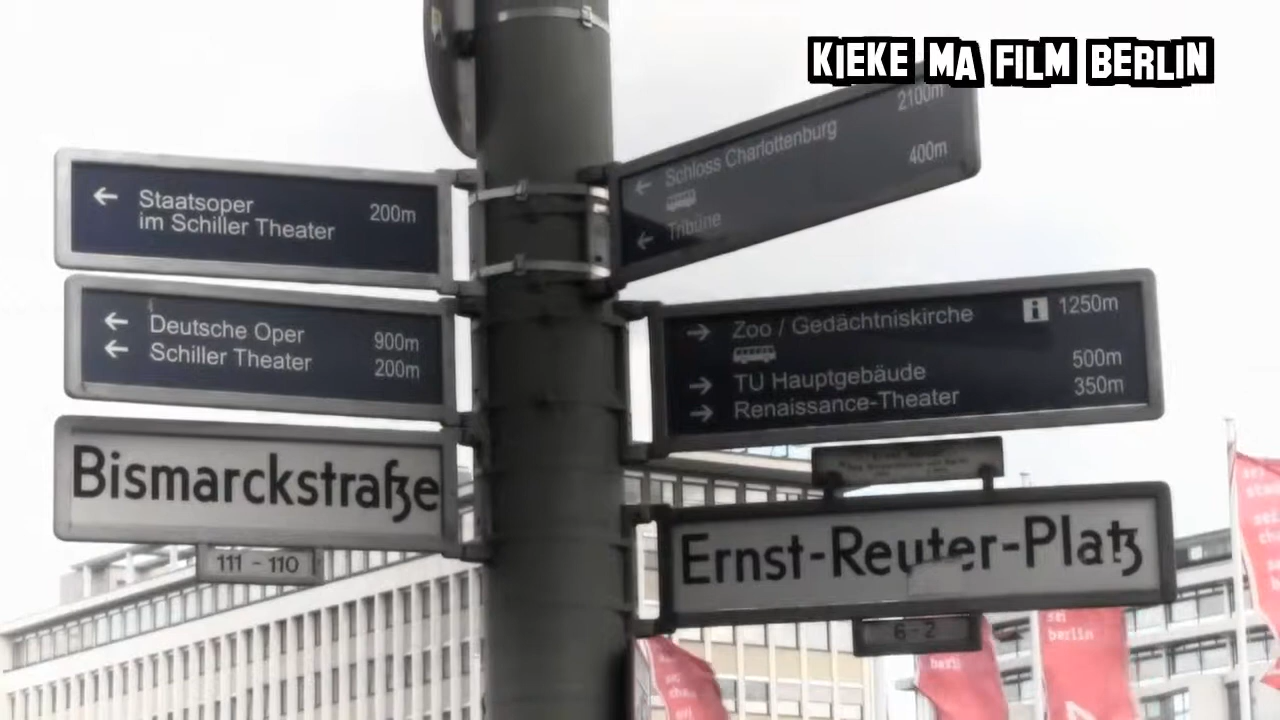 KIEKE MA FILM BERLIN
2100m
← Schloss Charlottenburg
400m
← Tribüne
← Staatsoper
im Schiller Theater 200m
← Deutsche Oper 900m
← Schiller Theater 200m
→ Zoo / Gedächtniskirche i 1250m
→ TU Hauptgebäude 500m
→ Renaissance-Theater 350m
Bismarckstraße
111 - 110
Ernst-Reuter-Platz
6 - 2
sei
berlin
berlin